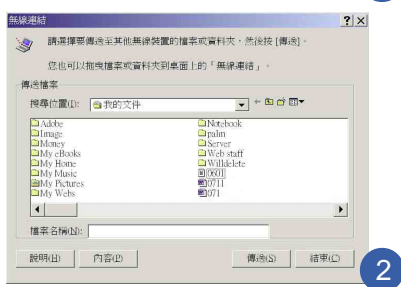 無線連結
請選擇要傳送至其他無線裝置的檔案或資料夾，然後按 [傳送]。
您也可以拖曳檔案或資料夾到桌面上的「無線連結」。
傳送檔案
搜尋位置(I): 我的文件
Adobe
Image
Money
My eBooks
My Home
My Music
My Pictures
My Webs
Notebook
palm
Server
Web staff
Willdelete
0601
0711
071
檔案名稱(N):
說明(H) 內容(P) 傳送(S) 結束(C)
2